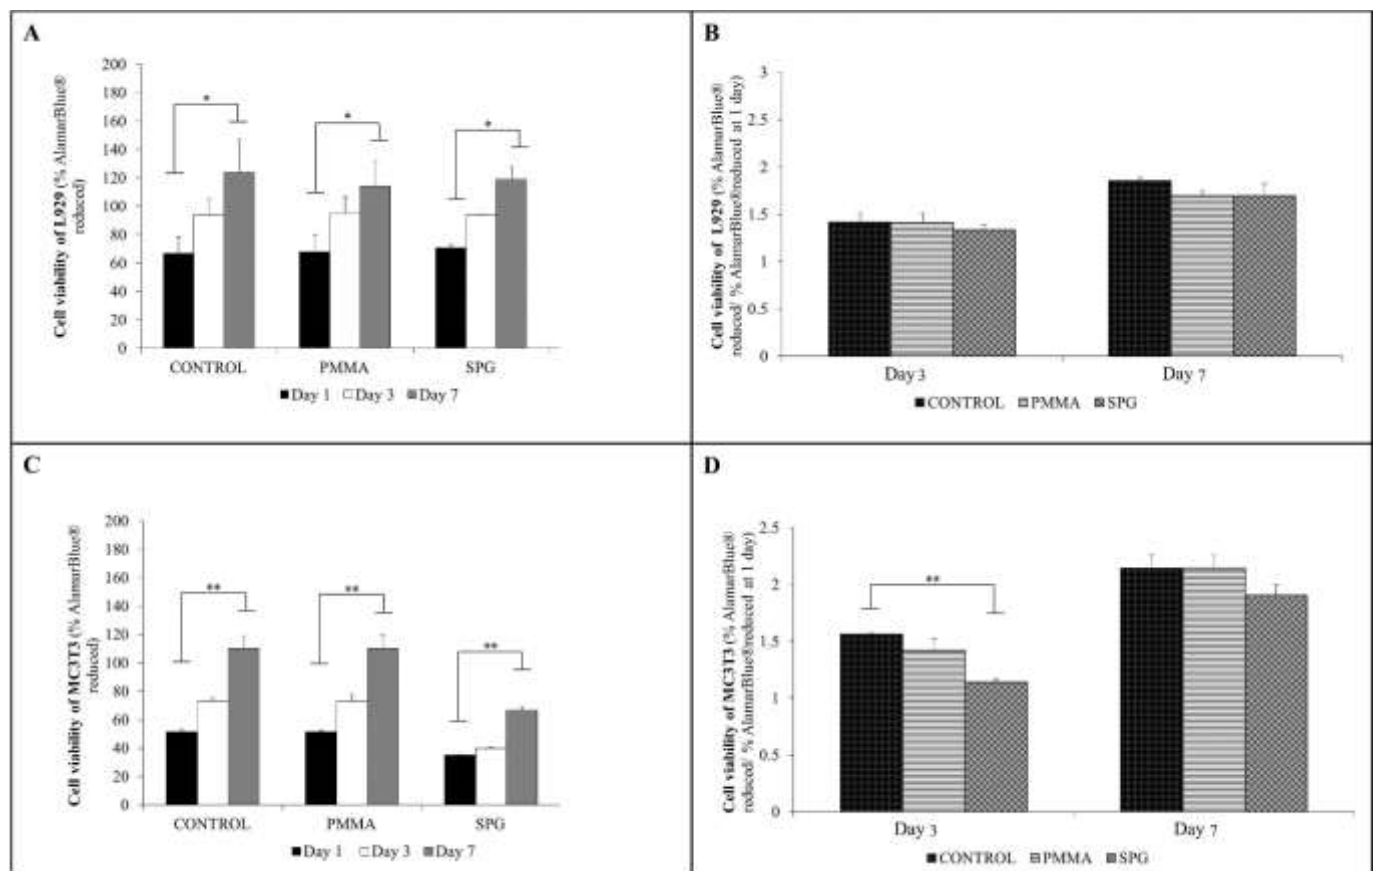 A
Cell viability of L929 (% AlamarBlue®
reduced)
200
180
160
140
120
100
80
60
40
20
0
*
*
*
CONTROL
PMMA
SPG
Day 1
Day 3
Day 7
B
Cell viability of L929 (% AlamarBlue®
reduced/ % AlamarBlue®reduced at 1 day)
3
2.5
2
1.5
1
0.5
0
Day 3
Day 7
CONTROL
PMMA
SPG
C
Cell viability of MC3T3 (% AlamarBlue®
reduced)
200
180
160
140
120
100
80
60
40
20
0
**
**
**
CONTROL
PMMA
SPG
Day 1
Day 3
Day 7
D
Cell viability of MC3T3 (% AlamarBlue®
reduced/ % AlamarBlue®reduced at 1 day)
2.5
2
1.5
1
0.5
0
**
Day 3
Day 7
CONTROL
PMMA
SPG